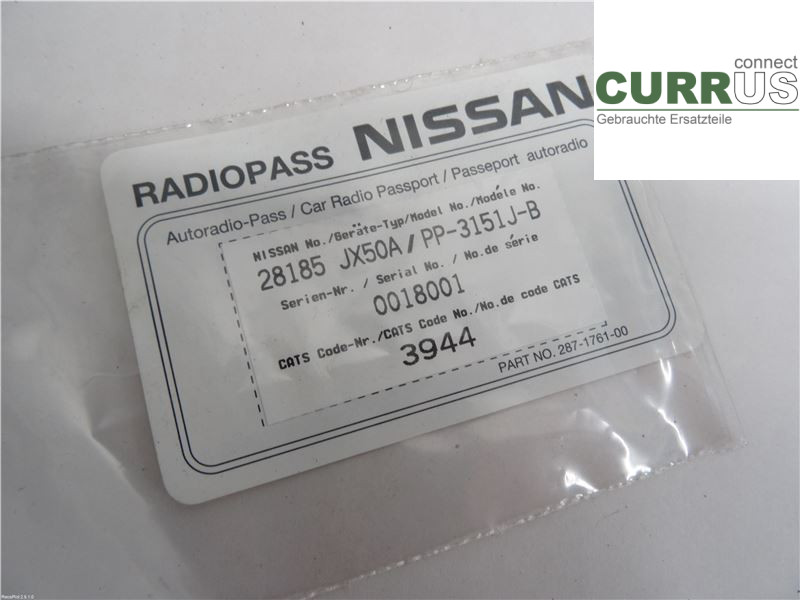 connect
CURRUS
Gebrauchte Ersatzteile
RADIOPASS NISSAN
Autoradio-Pass / Car Radio Passport / Passeport autoradio
NISSAN No./Geräte-Typ/Model No./Modéle No.
28185 JX50A / PP-3151J-B
Serien-Nr. / Serial No. / No.de série
0018001
CATS Code-Nr./CATS Code No./No.de code CATS
3944
PART NO. 287-1761-00